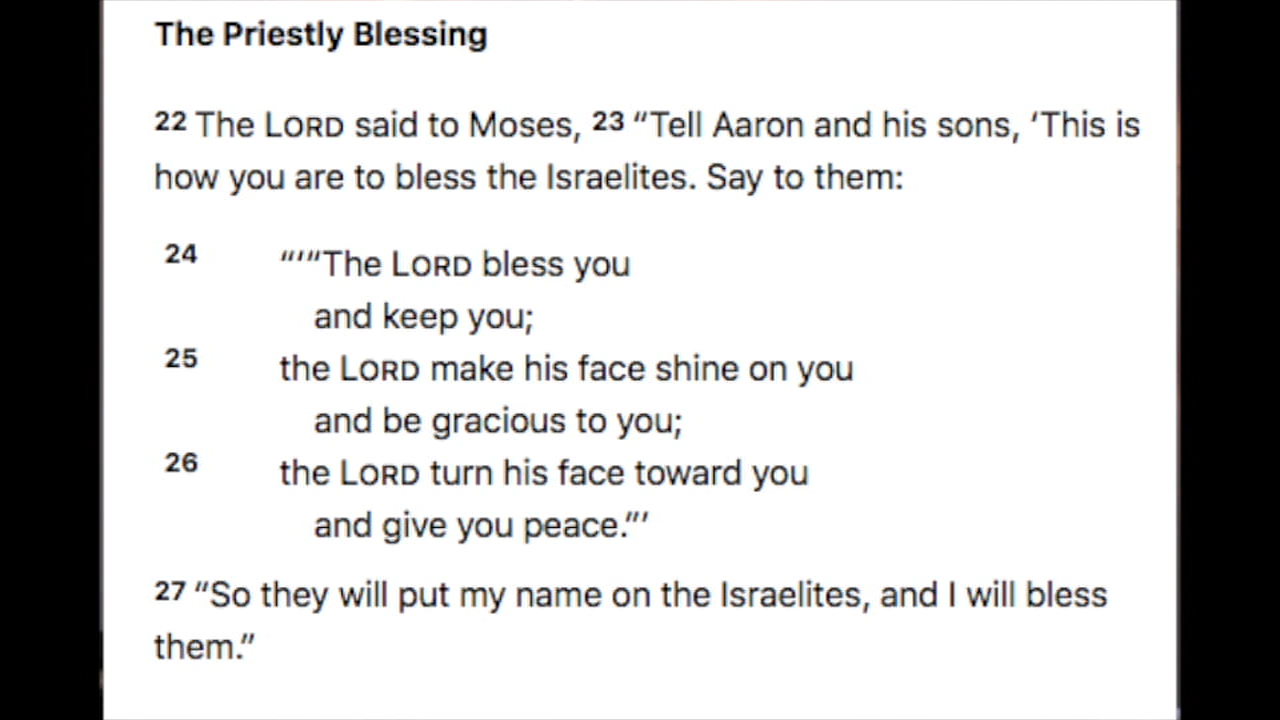 The Priestly Blessing
22 The LORD said to Moses, 23 “Tell Aaron and his sons, ‘This is
how you are to bless the Israelites. Say to them:
24 “‘“The LORD bless you
and keep you;
25 the LORD make his face shine on you
and be gracious to you;
26 the LORD turn his face toward you
and give you peace.”’
27 “So they will put my name on the Israelites, and I will bless
them.”